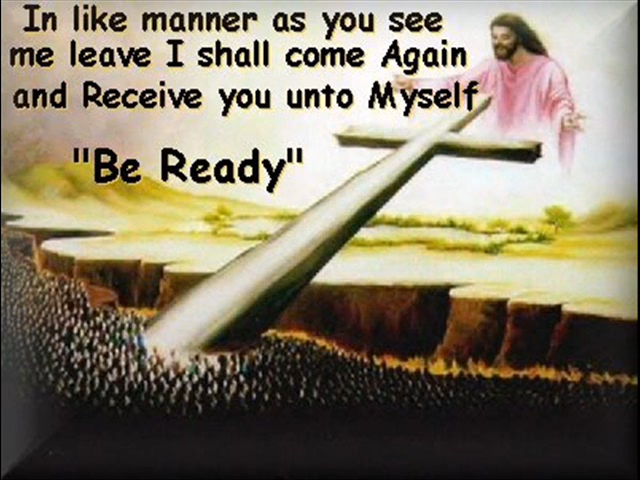 In like manner as you see
me leave I shall come Again
and Receive you unto Myself
"Be Ready"